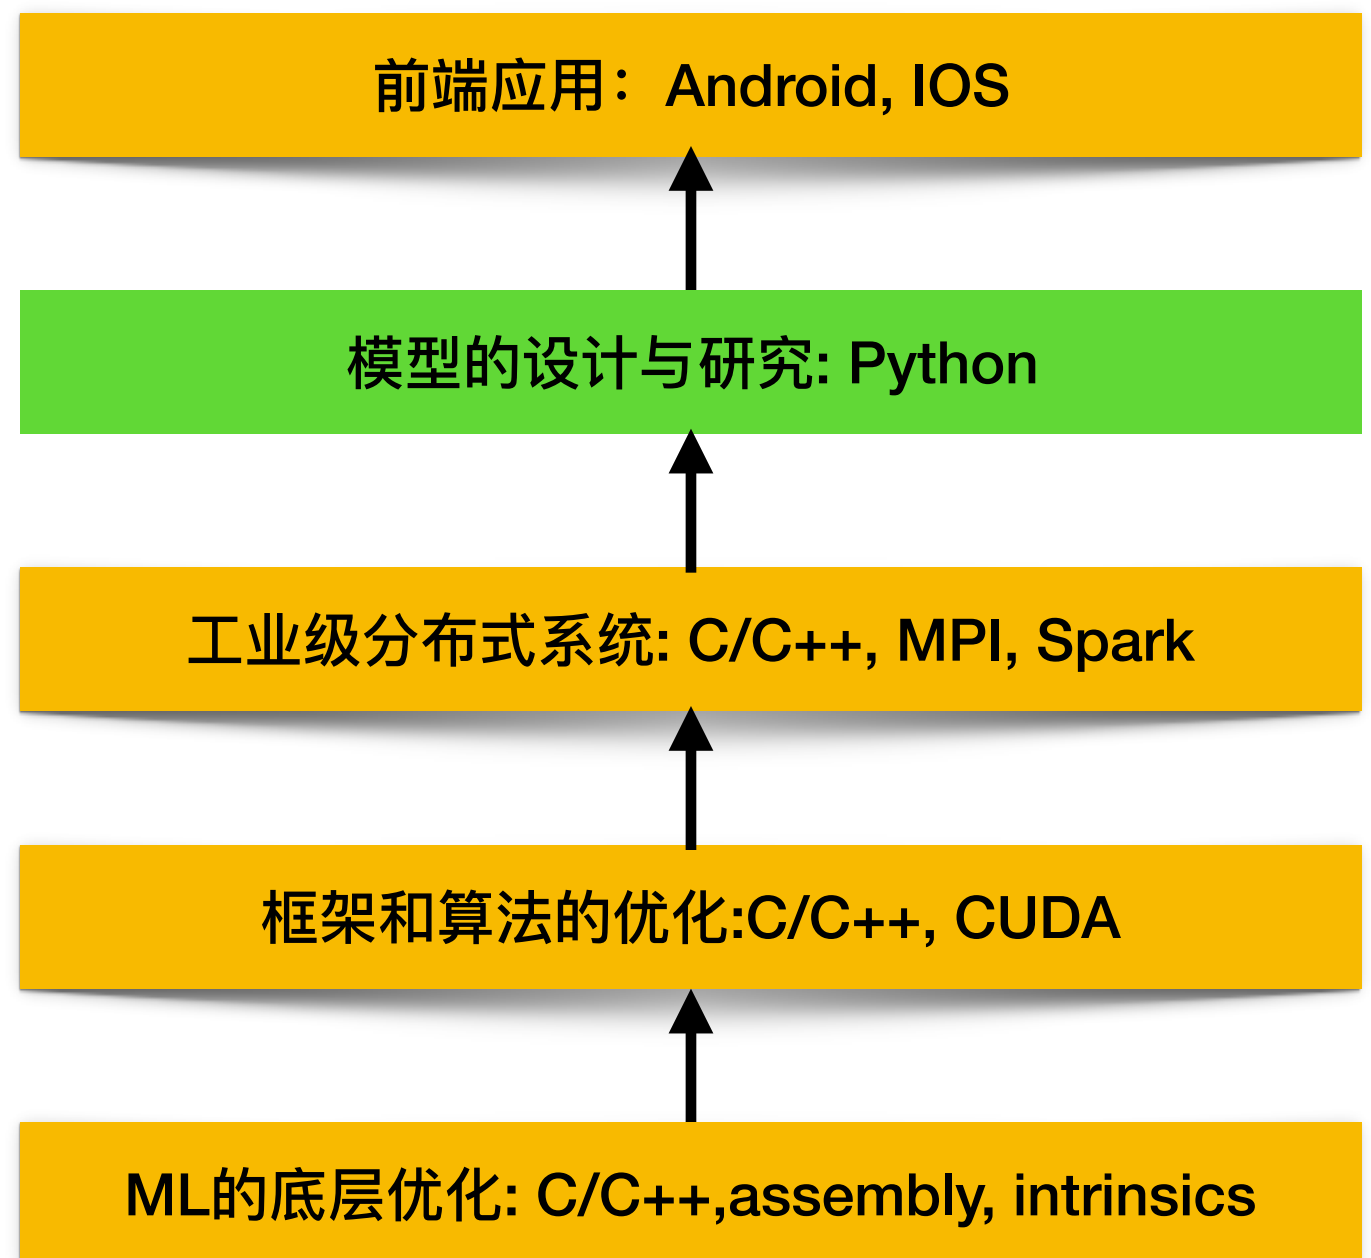 前端应用：Android, IOS
模型的设计与研究: Python
工业级分布式系统: C/C++, MPI, Spark
框架和算法的优化:C/C++, CUDA
ML的底层优化: C/C++,assembly, intrinsics